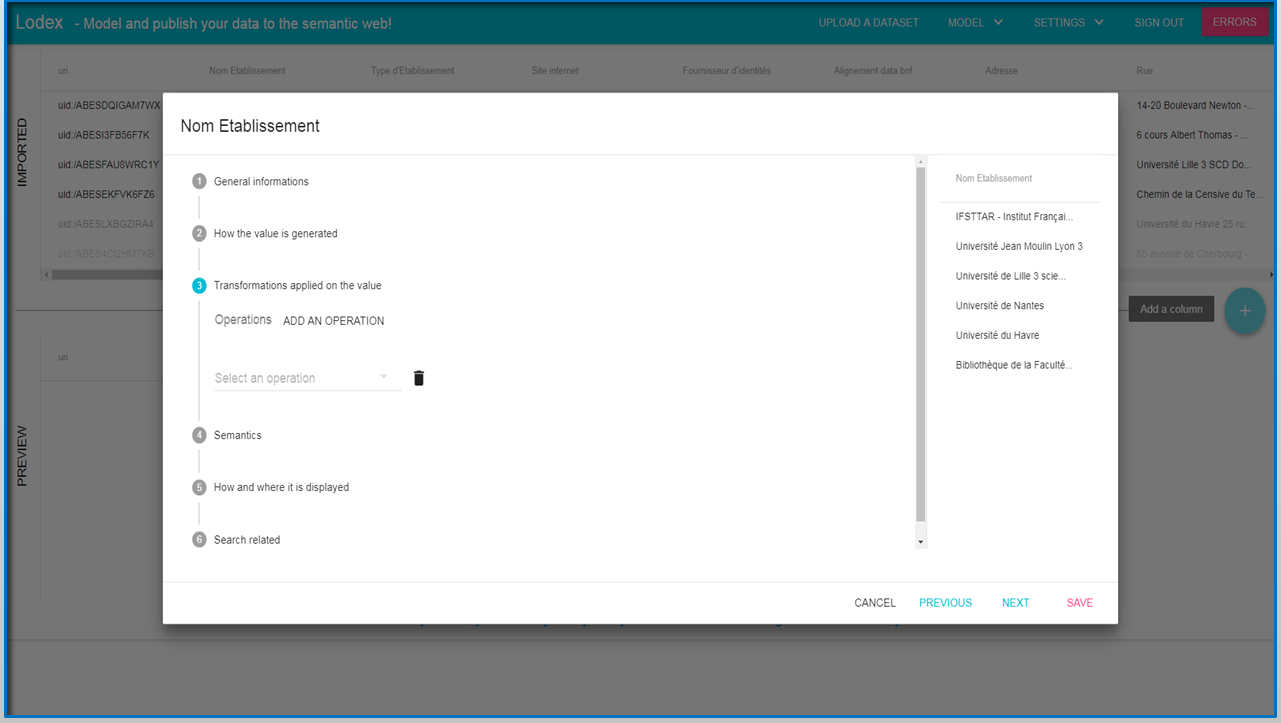 Lodex - Model and publish your data to the semantic web!
UPLOAD A DATASET
MODEL
SETTINGS
SIGN OUT
ERRORS
IMPORTED
uri
Nom Etablissement
Type d'Etablissement
Site internet
Fournisseur d'identités
Alignement data bnf
Adresse
Rue
uid:/ABESDQIGAM7WX
14-20 Boulevard Newton -...
uid:/ABESI3FB56F7K
6 cours Albert Thomas - ...
uid:/ABESFAU8WRC1Y
Université Lille 3 SCD Do...
uid:/ABESEKFVK6FZ6
Chemin de la Censive du Te...
uid:/ABESLXBGZIRA4
Université du Havre 25 ru...
uid:/ABES4CI2HM7KB
65 avenue de Cherbourg -...
Add a column
+
PREVIEW
uri
Nom Etablissement
1 General informations
2 How the value is generated
3 Transformations applied on the value
Operations ADD AN OPERATION
Select an operation
4 Semantics
5 How and where it is displayed
6 Search related
Nom Etablissement
IFSTTAR - Institut Françai...
Université Jean Moulin Lyon 3
Université de Lille 3 scie...
Université de Nantes
Université du Havre
Bibliothèque de la Faculté...
CANCEL
PREVIOUS
NEXT
SAVE